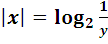 |x| = log₂ 1/y